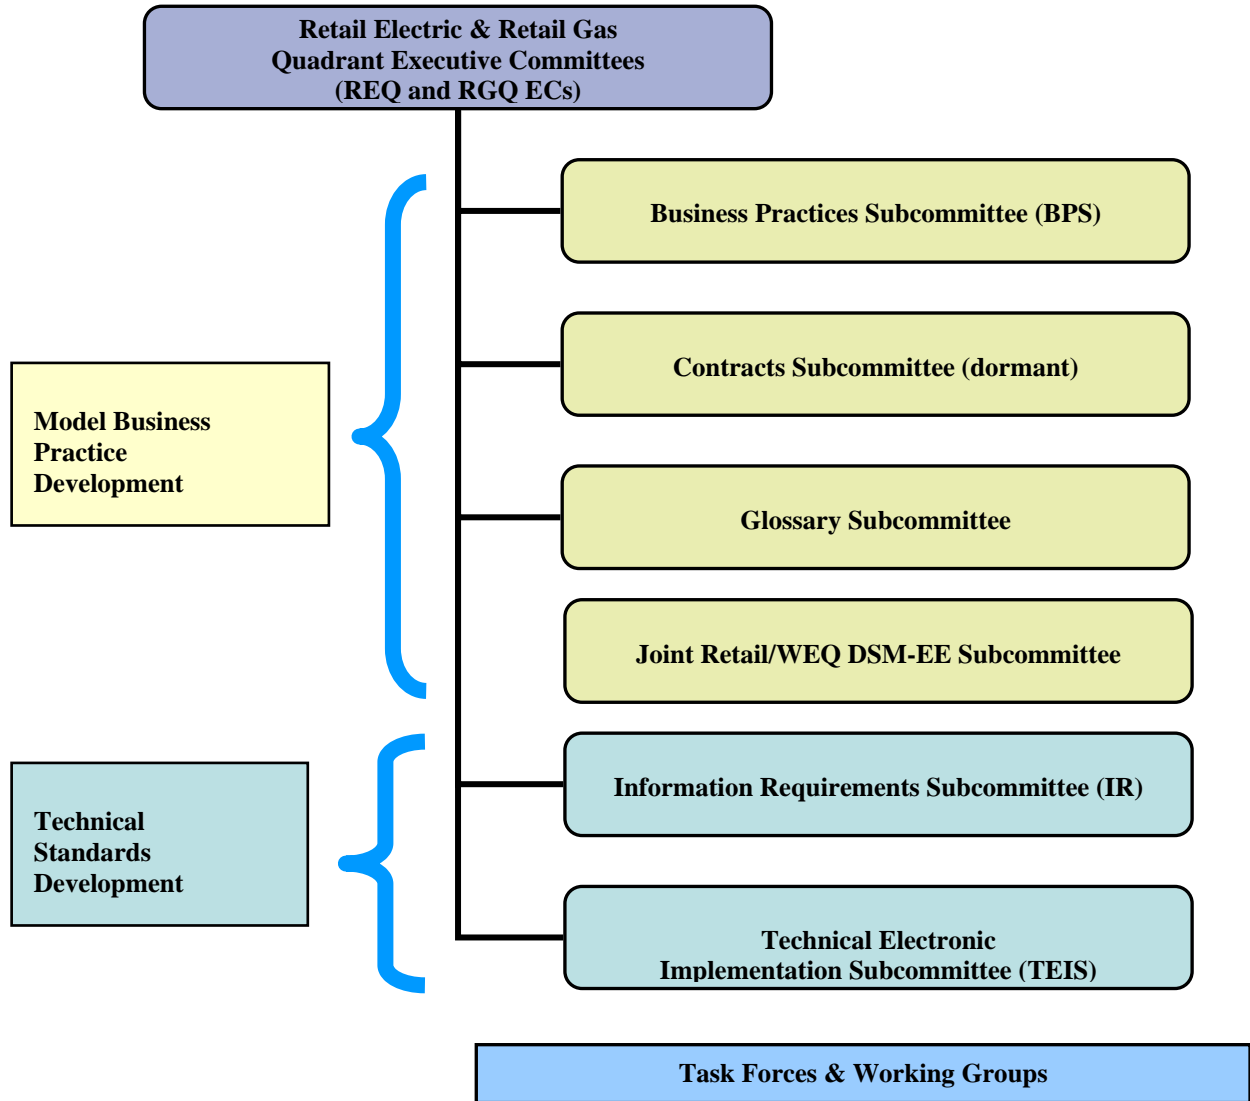 Retail Electric & Retail Gas
Quadrant Executive Committees
(REQ and RGQ ECs)
Business Practices Subcommittee (BPS)
Contracts Subcommittee (dormant)
Model Business
Practice
Development
Glossary Subcommittee
Joint Retail/WEQ DSM-EE Subcommittee
Information Requirements Subcommittee (IR)
Technical
Standards
Development
Technical Electronic
Implementation Subcommittee (TEIS)
Task Forces & Working Groups